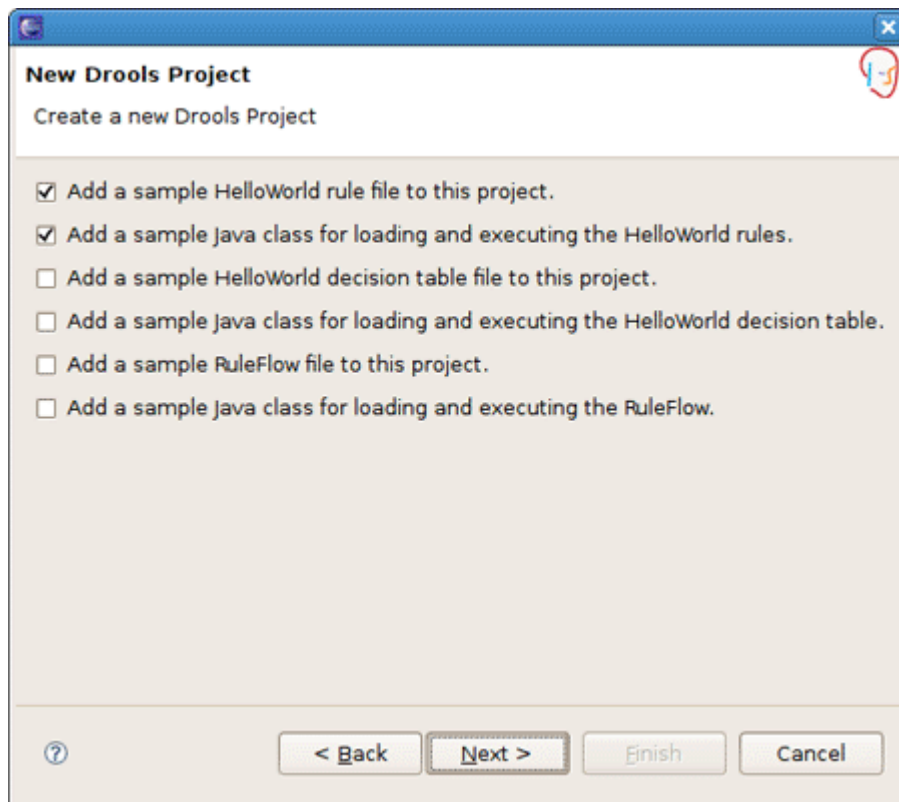 New Drools Project
Create a new Drools Project
Add a sample HelloWorld rule file to this project.
Add a sample Java class for loading and executing the HelloWorld rules.
Add a sample HelloWorld decision table file to this project.
Add a sample Java class for loading and executing the HelloWorld decision table.
Add a sample RuleFlow file to this project.
Add a sample Java class for loading and executing the RuleFlow.
? < Back Next > Finish Cancel